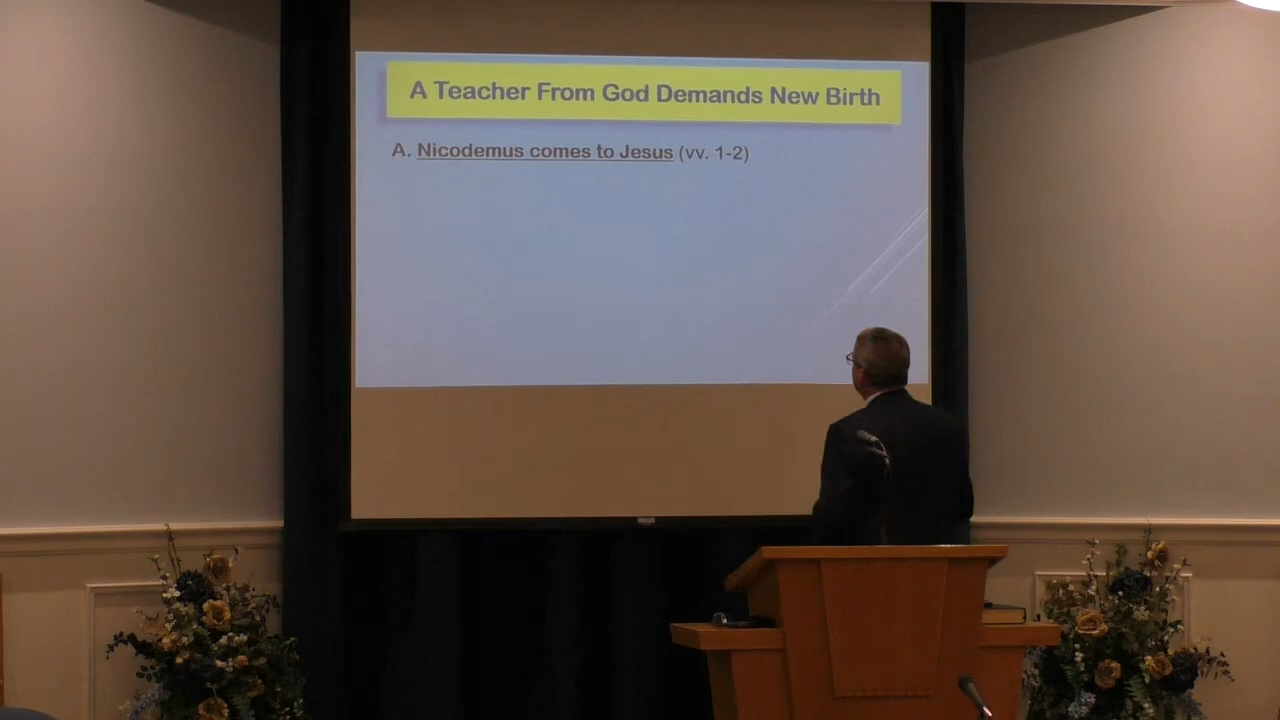 A Teacher From God Demands New Birth
A. Nicodemus comes to Jesus (vv. 1-2)